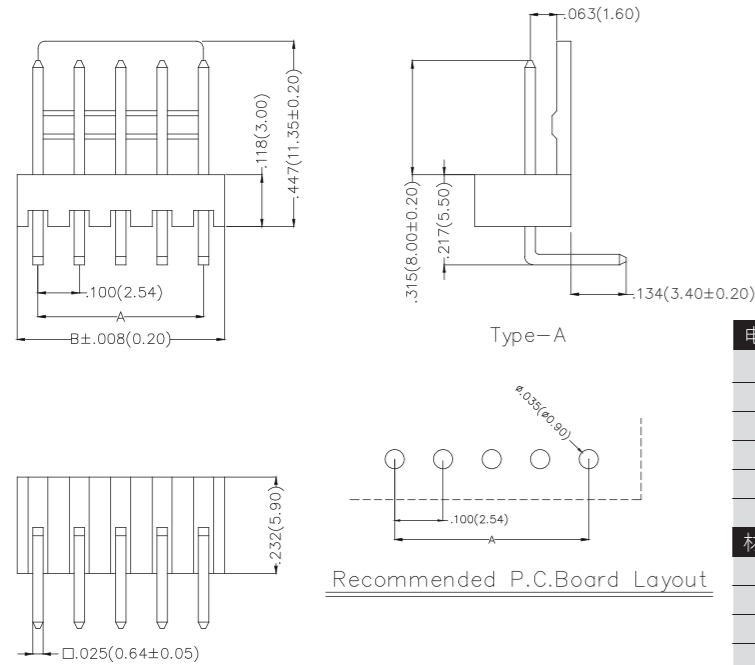 .063(1.60)
.118(3.00)
.447(11.35±0.20)
.315(8.00±0.20)
.217(5.50)
.100(2.54)
A
B±.008(0.20)
.134(3.40±0.20)
Type-A
ø.035(ø0.90)
.100(2.54)
A
.232(5.90)
Recommended P.C.Board Layout
□.025(0.64±0.05)